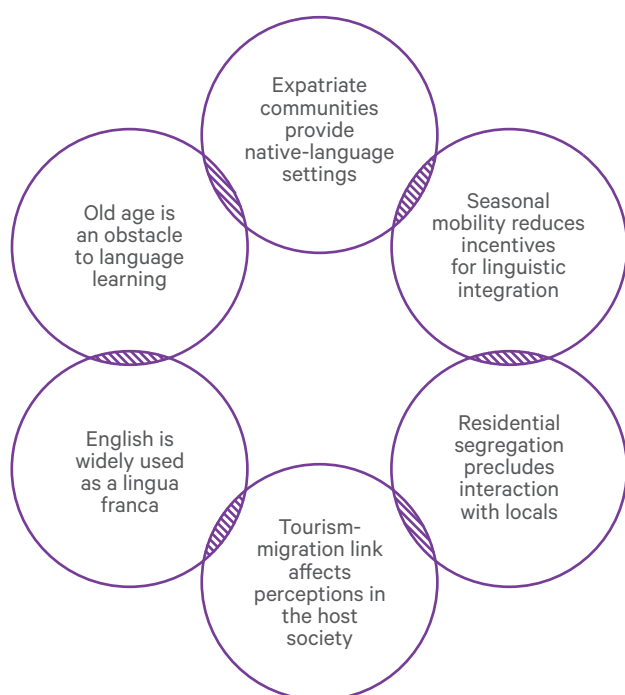 Expatriate
communities
provide
native-language
settings
Seasonal
mobility reduces
incentives
for linguistic
integration
Residential
segregation
precludes
interaction
with locals
Tourism-
migration link
affects
perceptions in
the host
society
English is
widely used
as a lingua
franca
Old age is
an obstacle
to language
learning